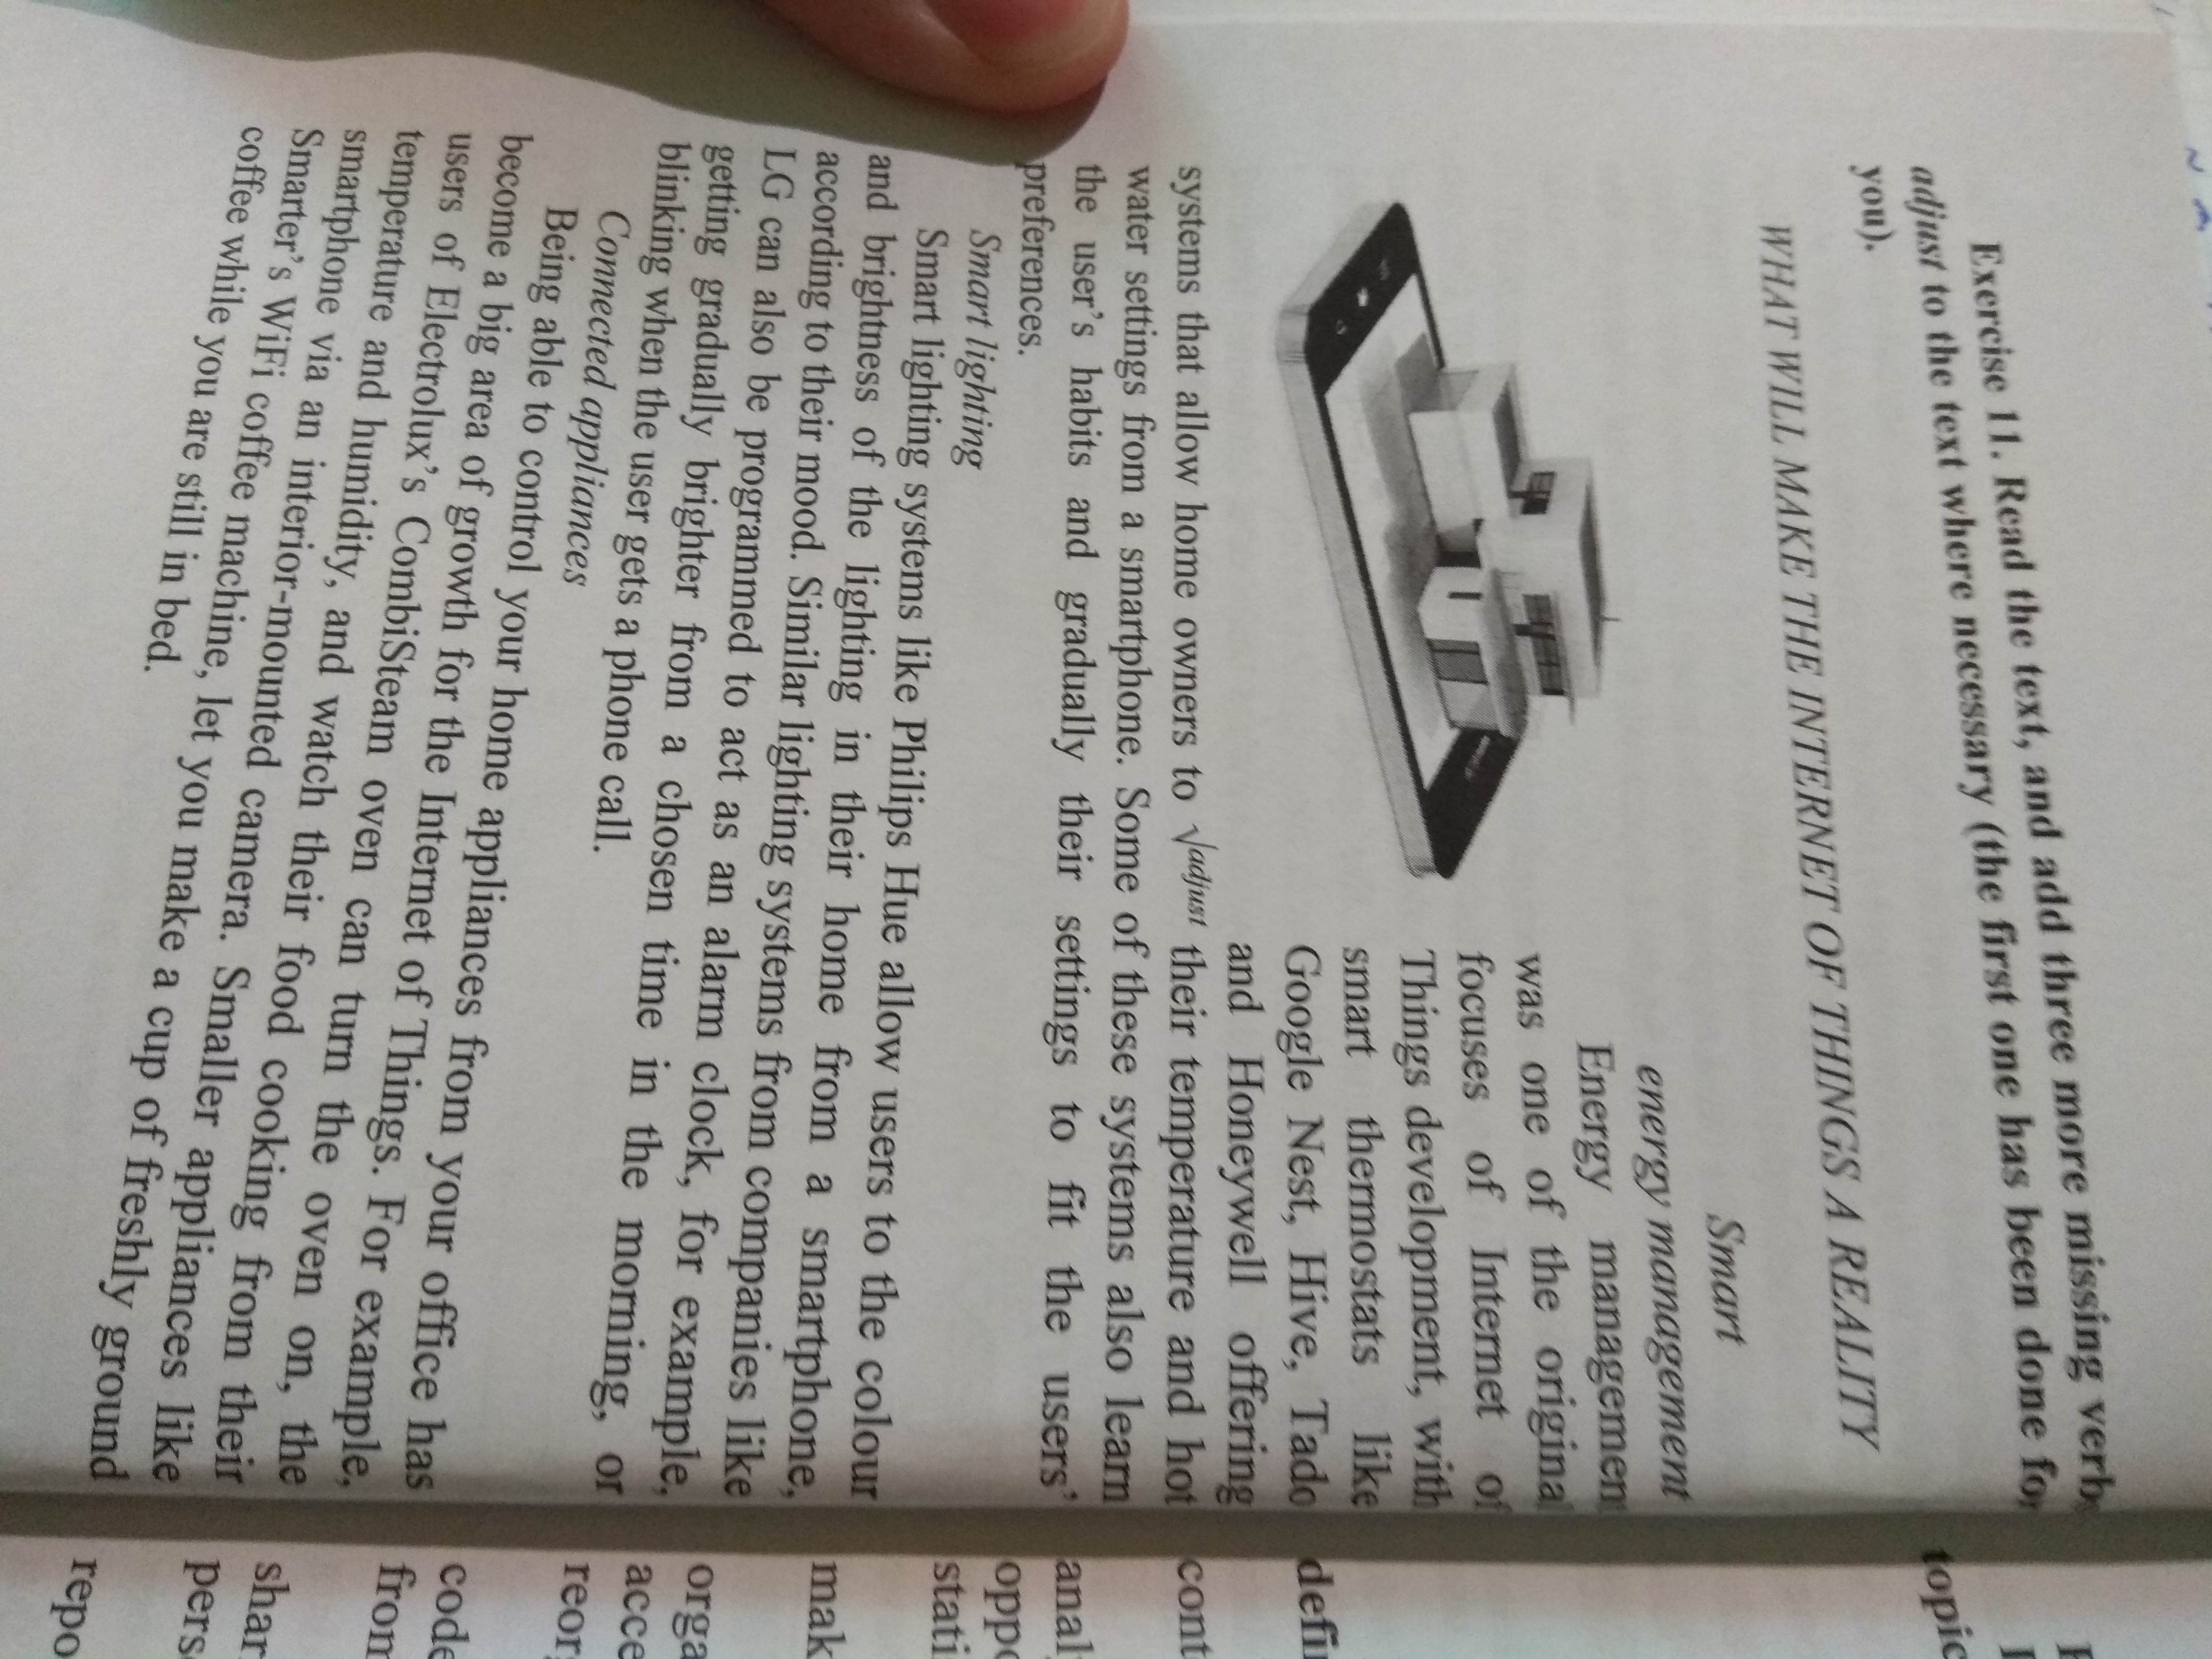 Exercise 11. Read the text, and add three more missing verb
adjust to the text where necessary (the first one has been done for
you).
WHAT WILL MAKE THE INTERNET OF THINGS A REALITY
Smart
energy management
Energy managemen
was one of the origina
focuses of Internet of
Things development, with
smart thermostats like
Google Nest, Hive, Tado
and Honeywell offering
systems that allow home owners to √adjust their temperature and hot
water settings from a smartphone. Some of these systems also learn
the user's habits and gradually their settings to fit the users'
preferences.
Smart lighting
Smart lighting systems like Philips Hue allow users to the colour
and brightness of the lighting in their home from a smartphone,
according to their mood. Similar lighting systems from companies like
LG can also be programmed to act as an alarm clock, for example,
getting gradually brighter from a chosen time in the morning, or
blinking when the user gets a phone call.
Connected appliances
Being able to control your home appliances from your office has
become a big area of growth for the Internet of Things. For example,
users of Electrolux's CombiSteam oven can turn the oven on, the
temperature and humidity, and watch their food cooking from their
smartphone via an interior-mounted camera. Smaller appliances like
Smarter's WiFi coffee machine, let you make a cup of freshly ground
coffee while you are still in bed.
topic
defi
cont
anal
oppo
stati
mak
orga
acce
reor
code
from
shar
pers
repo